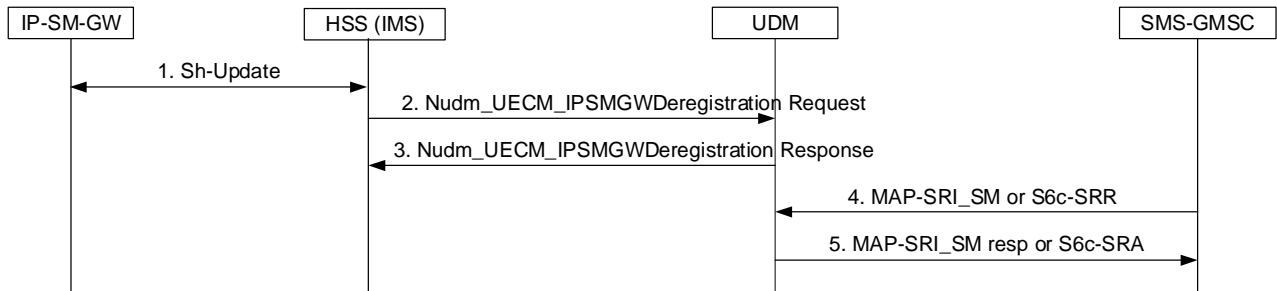 IP-SM-GW
HSS (IMS)
UDM
SMS-GMSC
1. Sh-Update
2. Nudm_UECM_IPSMGWDeregistration Request
3. Nudm_UECM_IPSMGWDeregistration Response
4. MAP-SRI_SM or S6c-SRR
5. MAP-SRI_SM resp or S6c-SRA